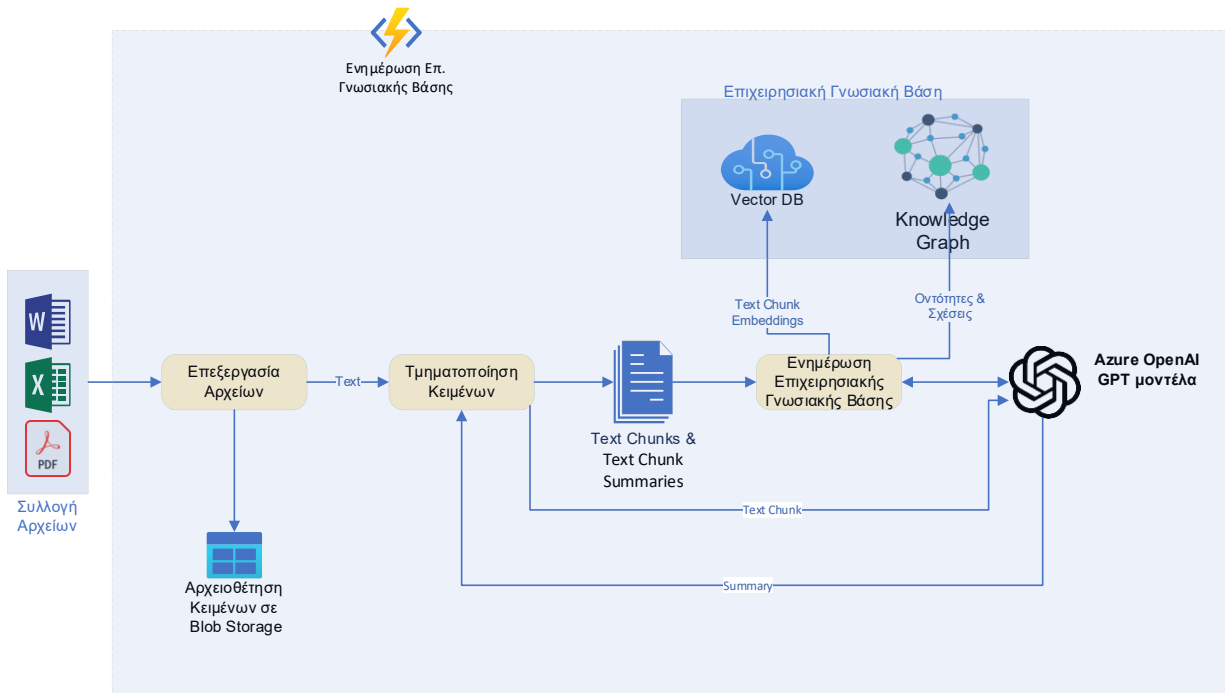 Ενημέρωση Επ.
Γνωσιακής Βάσης
Επιχειρησιακή Γνωσιακή Βάση
Vector DB
Knowledge
Graph
Text Chunk
Embeddings
Οντότητες &
Σχέσεις
W
X
PDF
Συλλογή
Αρχείων
Επεξεργασία
Αρχείων
Text
Τμηματοποίηση
Κειμένων
Text Chunks &
Text Chunk
Summaries
Ενημέρωση
Επιχειρησιακής
Γνωσιακής Βάσης
Azure OpenAI
GPT μοντέλα
Text Chunk
Summary
Αρχειοθέτηση
Κειμένων σε
Blob Storage